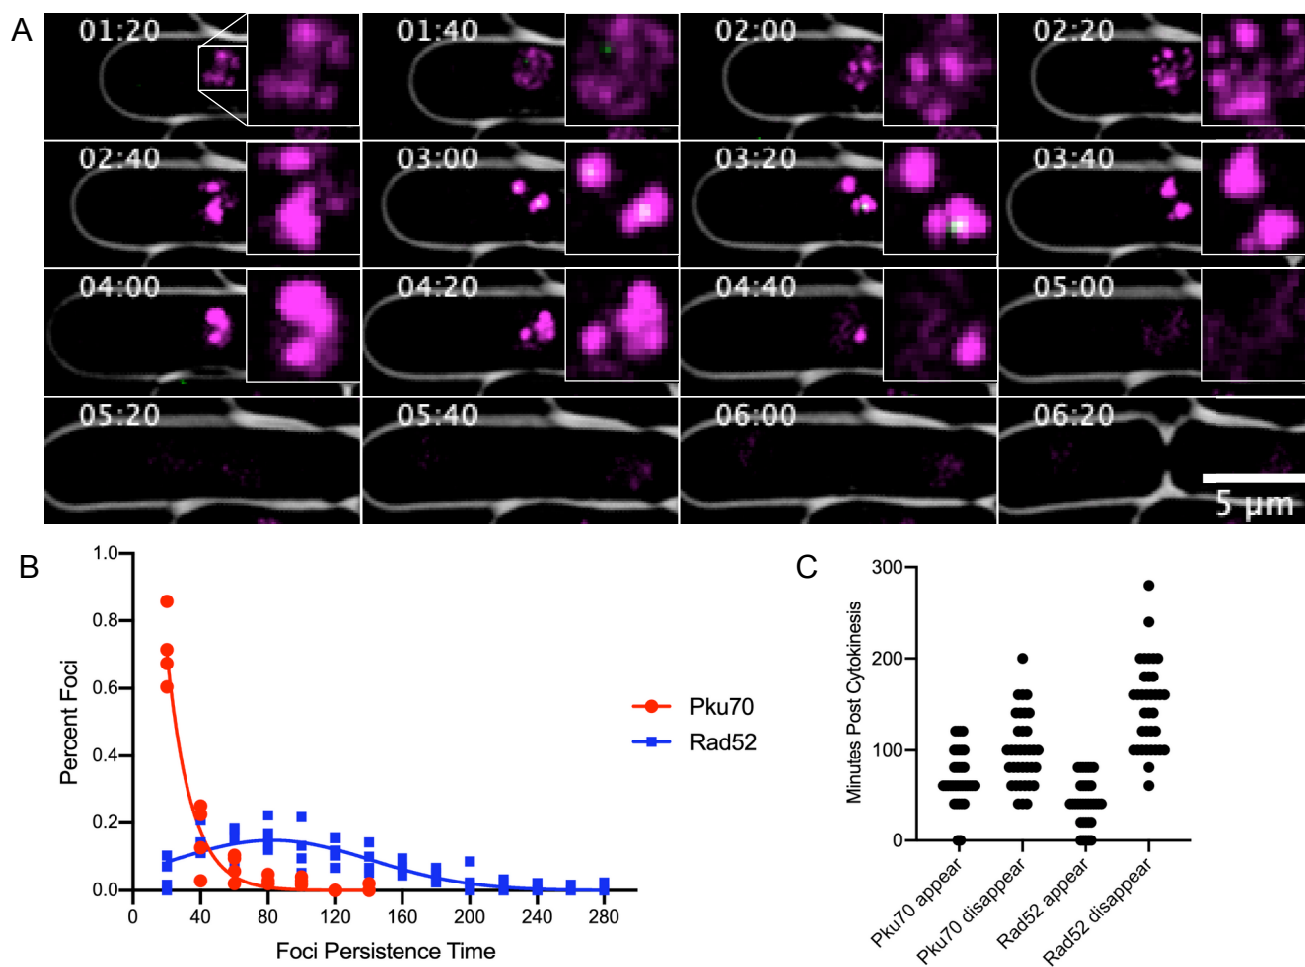 A
01:20 01:40 02:00 02:20
02:40 03:00 03:20 03:40
04:00 04:20 04:40 05:00
05:20 05:40 06:00 06:20
5 µm
B
Percent Foci
1.0
0.8
0.6
0.4
0.2
0.0
0 40 80 120 160 200 240 280
Foci Persistence Time
Pku70
Rad52
C
Minutes Post Cytokinesis
300
200
100
0
Pku70 appear
Pku70 disappear
Rad52 appear
Rad52 disappear